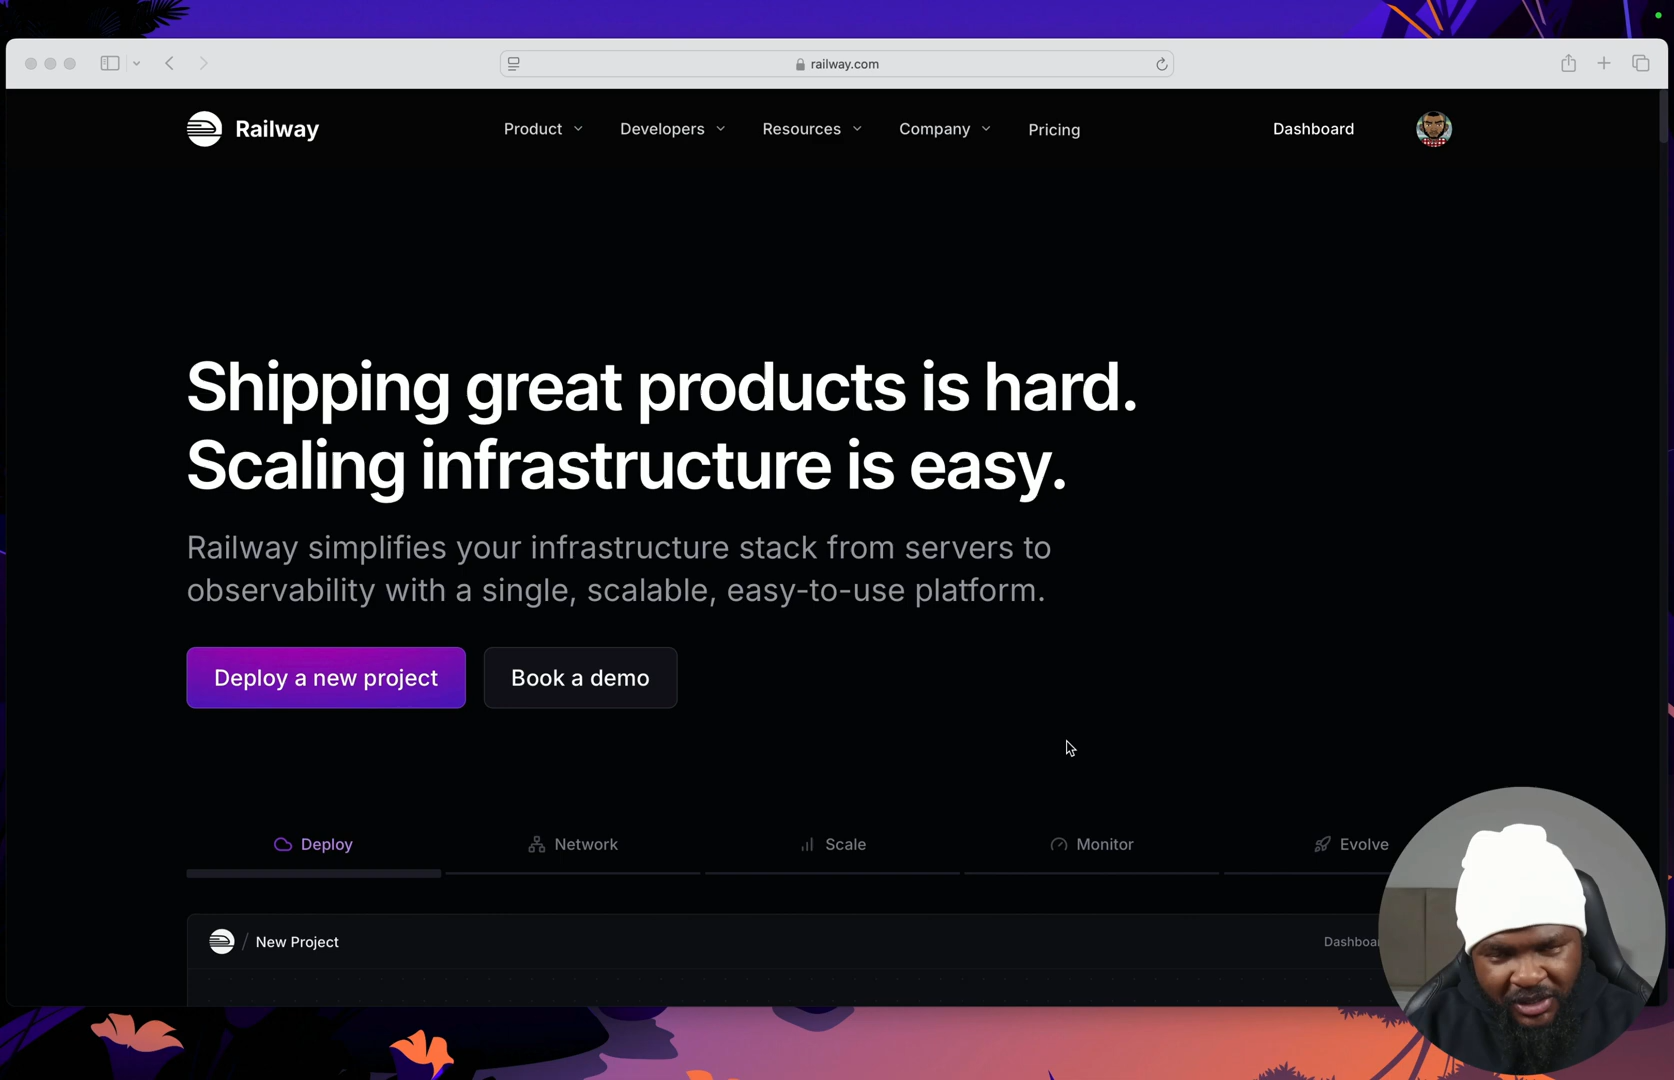 railway.com
Railway
Product
Developers
Resources
Company
Pricing
Dashboard
Shipping great products is hard.
Scaling infrastructure is easy.
Railway simplifies your infrastructure stack from servers to
observability with a single, scalable, easy-to-use platform.
Deploy a new project
Book a demo
Deploy
Network
Scale
Monitor
Evolve
/ New Project
Dashboa